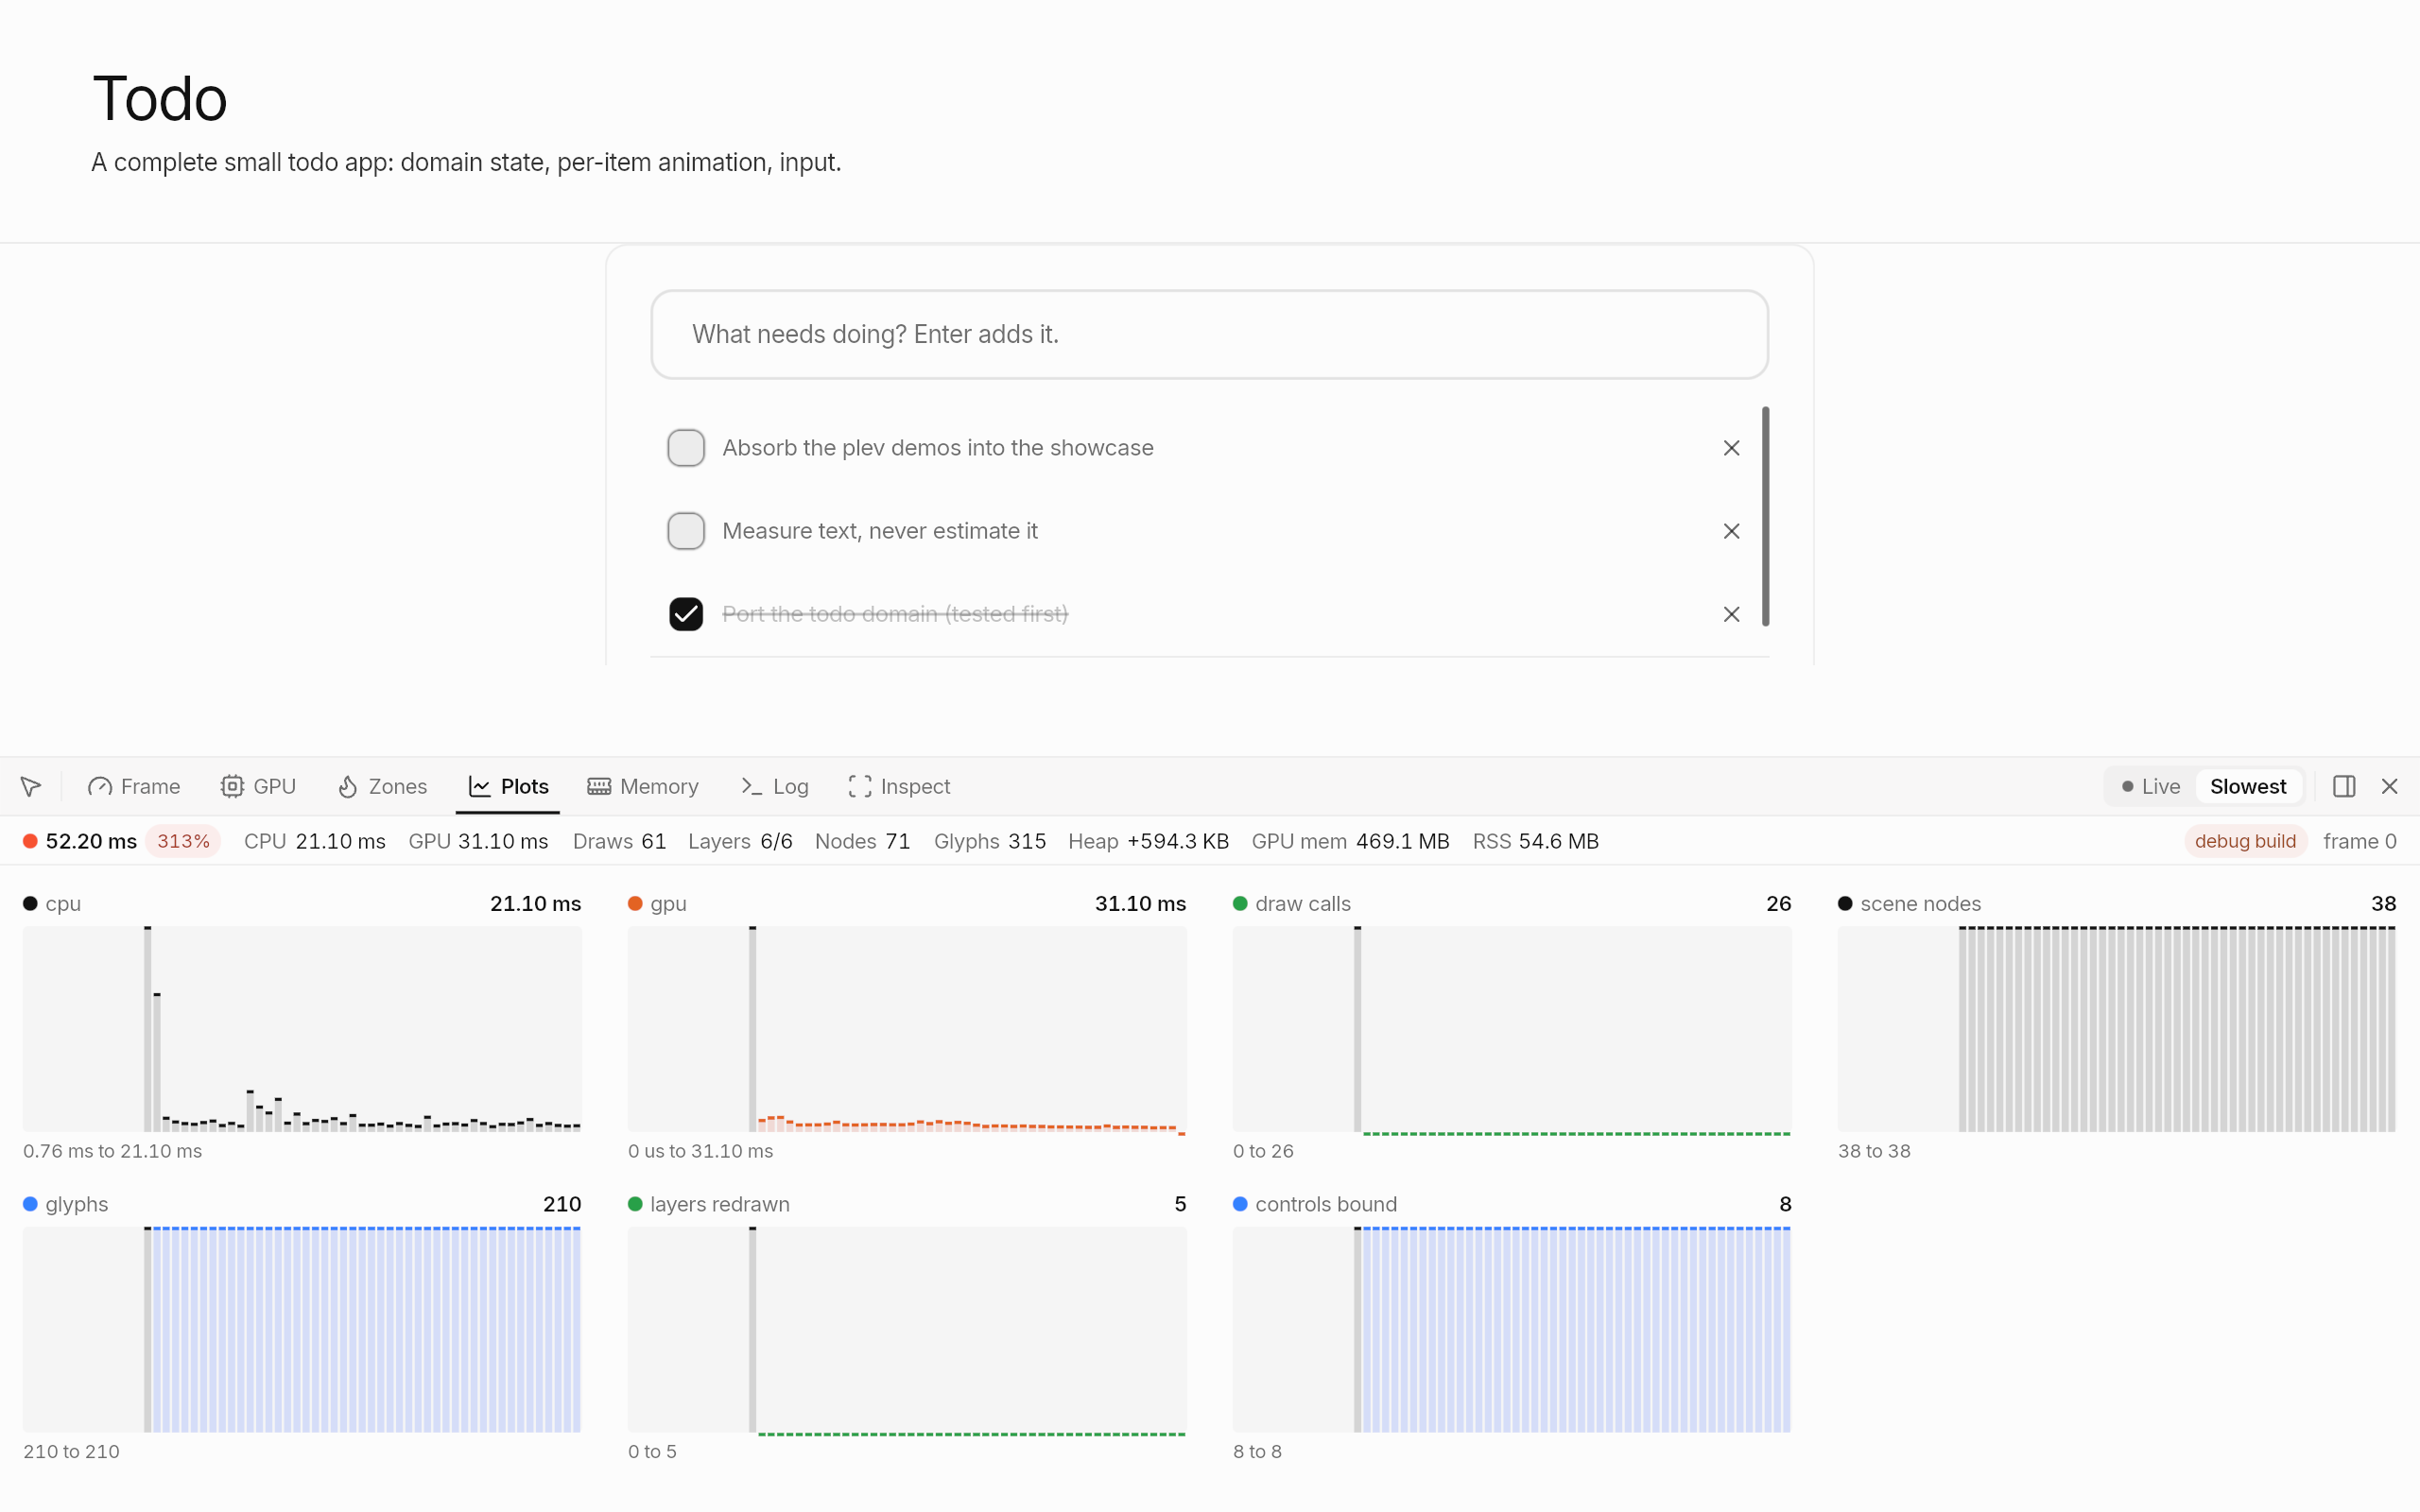 Todo
A complete small todo app: domain state, per-item animation, input.
What needs doing? Enter adds it.
Absorb the plev demos into the showcase
Measure text, never estimate it
Port the todo domain (tested first)
Frame GPU Zones Plots Memory Log Inspect Live Slowest
52.20 ms 313% CPU 21.10 ms GPU 31.10 ms Draws 61 Layers 6/6 Nodes 71 Glyphs 315 Heap +594.3 KB GPU mem 469.1 MB RSS 54.6 MB debug build frame 0
cpu 21.10 ms gpu 31.10 ms draw calls 26 scene nodes 38
0.76 ms to 21.10 ms 0 us to 31.10 ms 0 to 26 38 to 38
glyphs 210 layers redrawn 5 controls bound 8
210 to 210 0 to 5 8 to 8